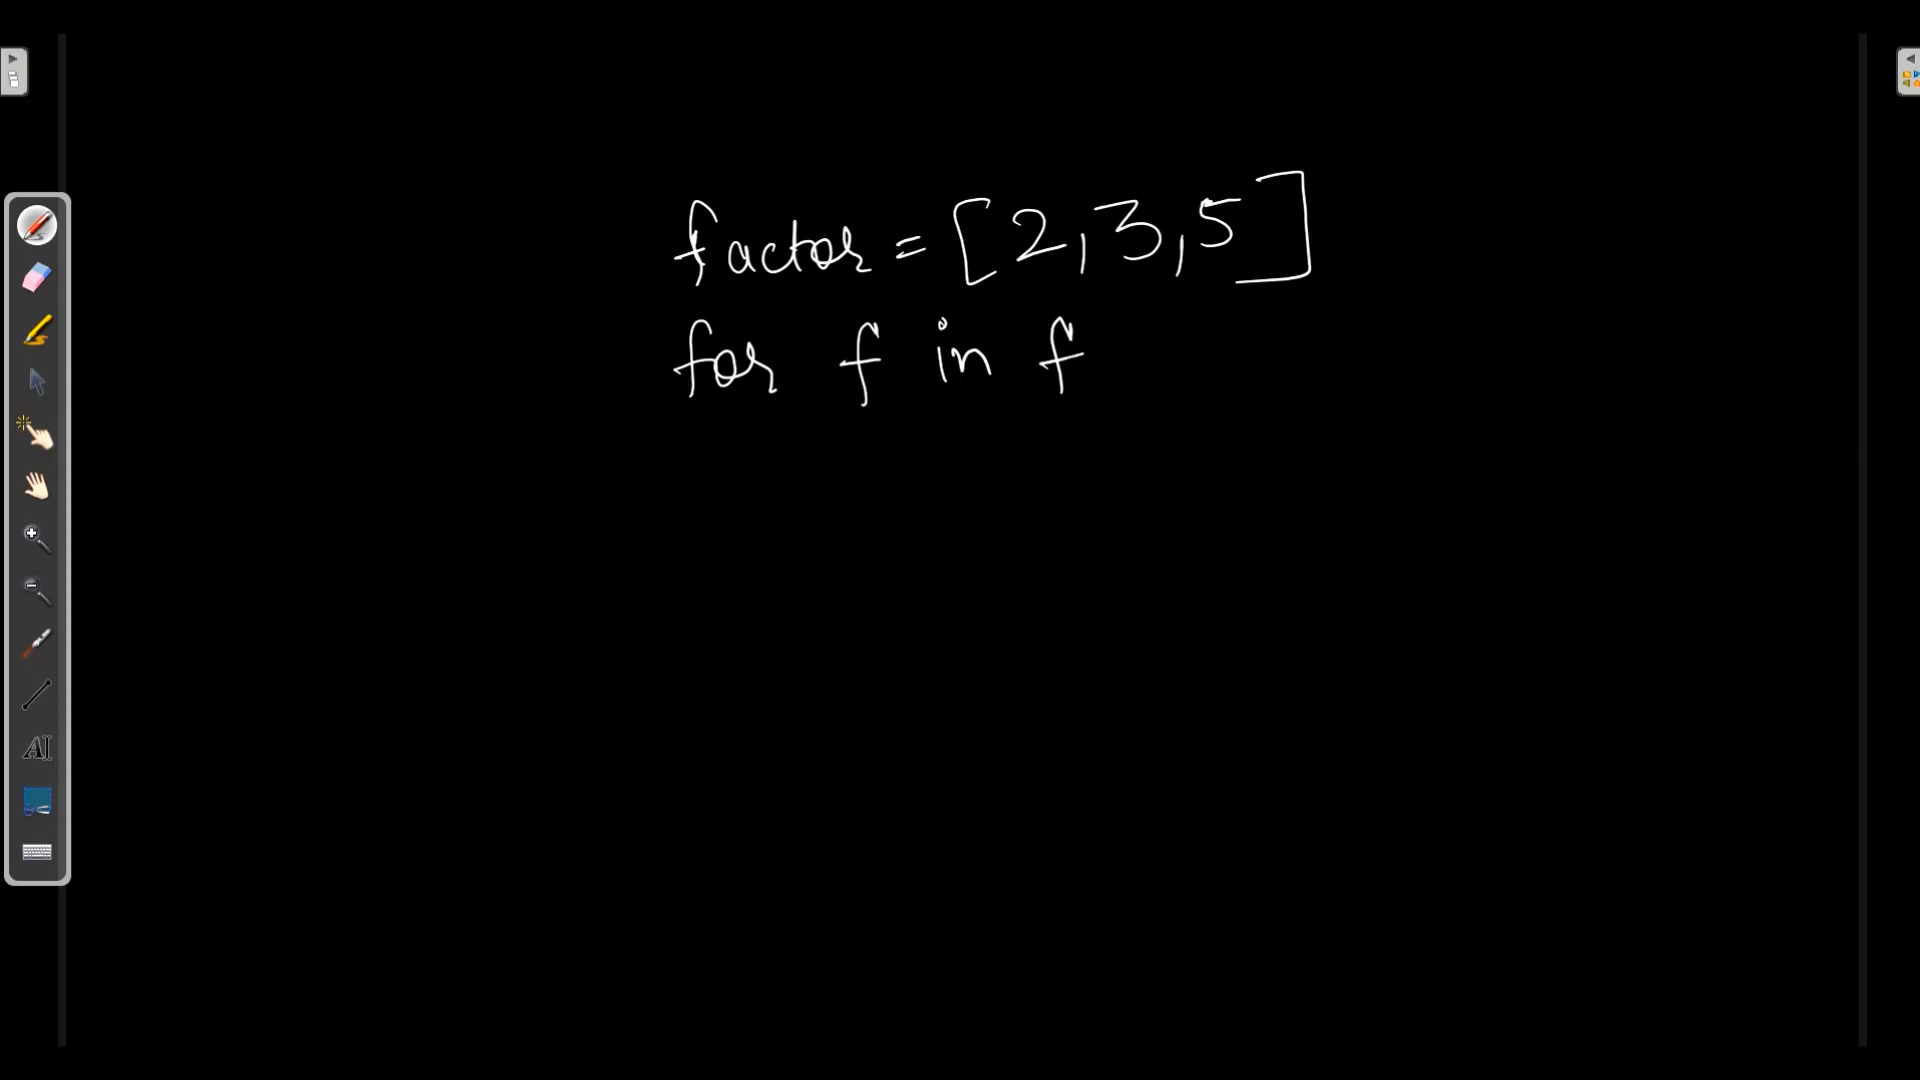 factor = [2,3,5]
for f in f